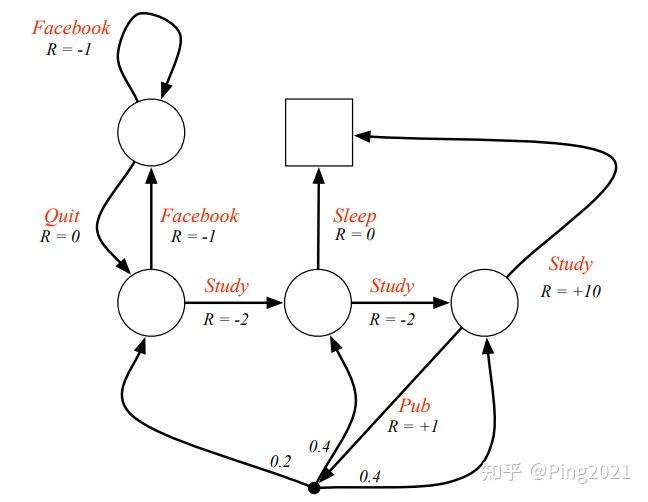 Facebook
R = -1
Quit
R = 0
Facebook
R = -1
Sleep
R = 0
Study
R = -2
Study
R = -2
Study
R = +10
Pub
R = +1
0.2
0.4
0.4
知乎 @Ping2021